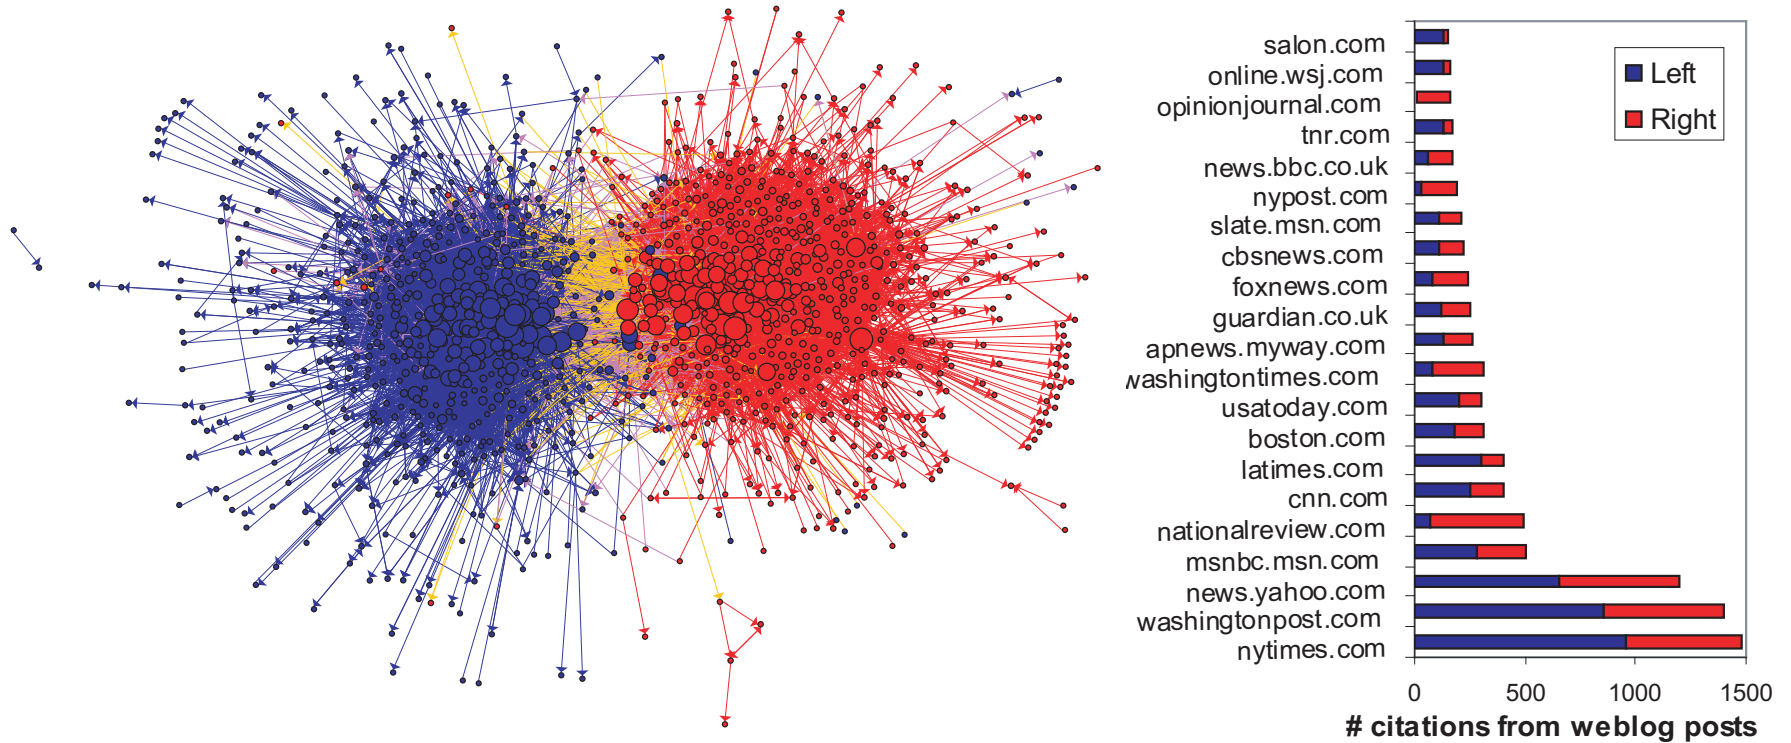 salon.com
online.wsj.com
opinionjournal.com
tnr.com
news.bbc.co.uk
nypost.com
slate.msn.com
cbsnews.com
foxnews.com
guardian.co.uk
apnews.myway.com
washingtontimes.com
usatoday.com
boston.com
latimes.com
cnn.com
nationalreview.com
msnbc.msn.com
news.yahoo.com
washingtonpost.com
nytimes.com
Left
Right
0 500 1000 1500
# citations from weblog posts